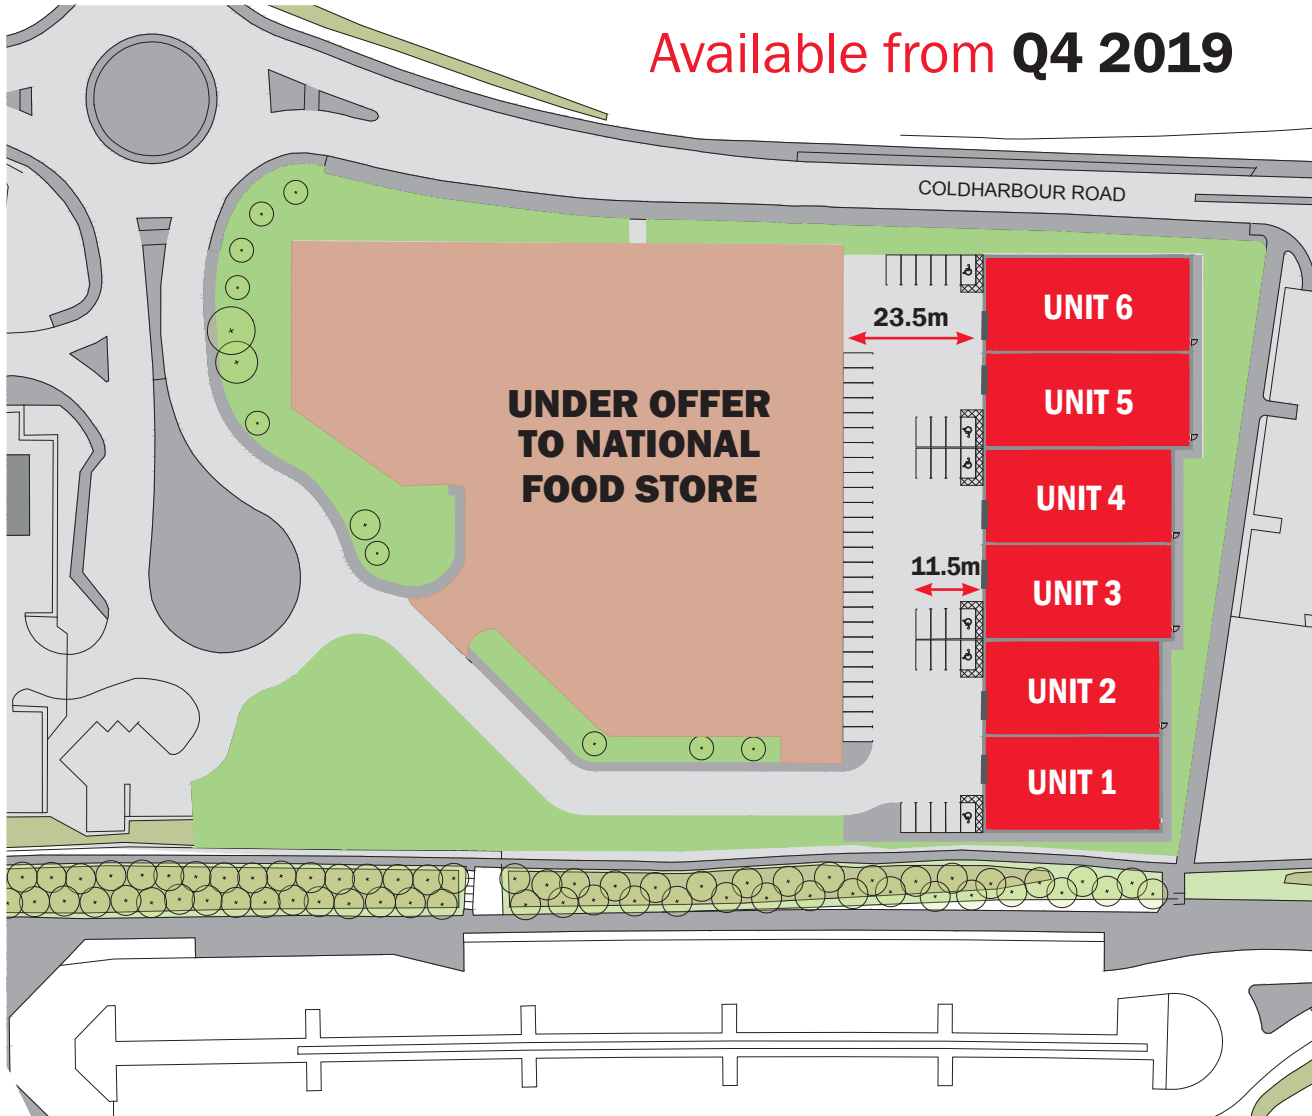 Available from Q4 2019
COLDHARBOUR ROAD
23.5m
UNIT 6
UNDER OFFER
TO NATIONAL
FOOD STORE
UNIT 5
UNIT 4
11.5m
UNIT 3
UNIT 2
UNIT 1